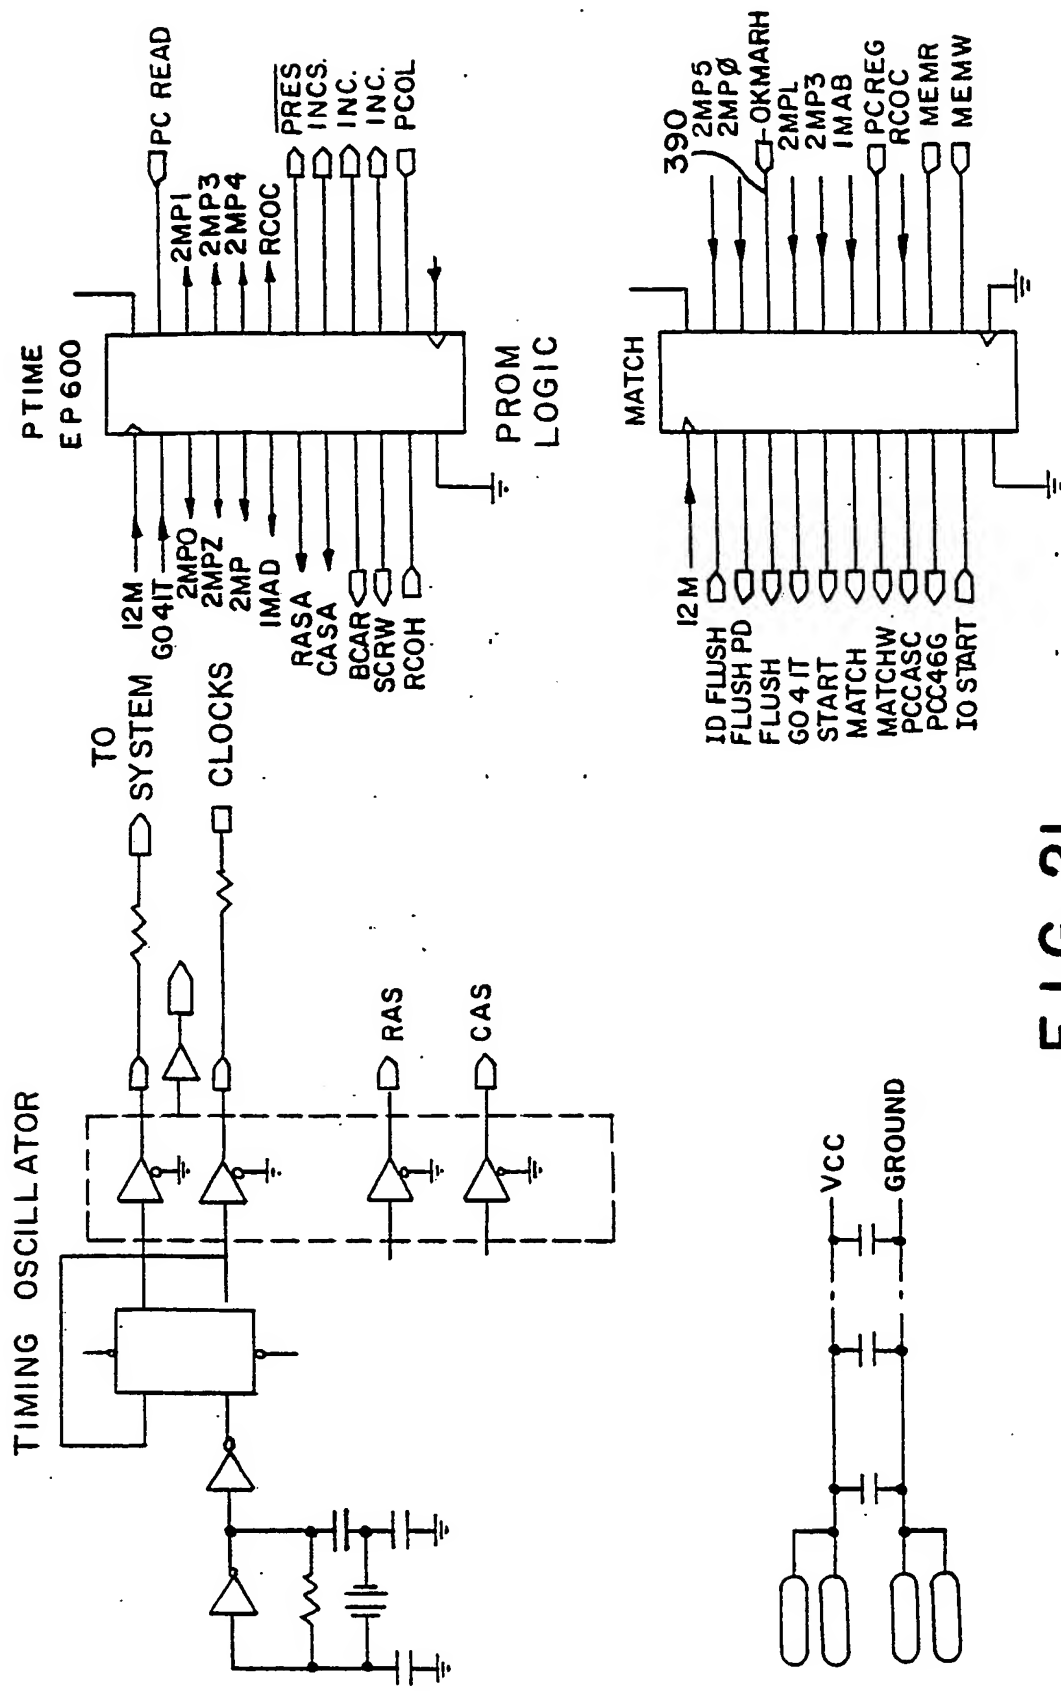 TIMING OSCILLATOR
TO
SYSTEM
CLOCKS
RAS
CAS
PTIME
EP600
12M
GO4IT
2MPO
2MPZ
2MP
IMAD
RASA
CASA
BCAR
SCRW
RCOH
PC READ
2MP1
2MP3
2MP4
RCOC
PRES
INCS.
INC.
INC.
PCOL
PROM
LOGIC
VCC
GROUND
MATCH
12M
ID FLUSH
FLUSH PD
FLUSH
GO 4 IT
START
MATCH
MATCHW
PCCASC
PCC46G
IO START
390
2MP5
2MPØ
OKMARH
2MPL
2MP3
IMAB
PCREG
RCOC
MEMR
MEMW